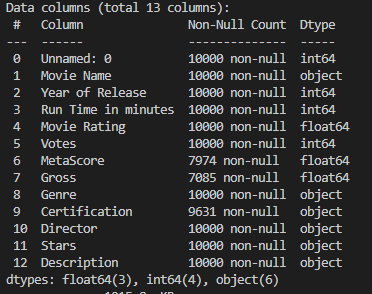 Data columns (total 13 columns):
 #   Column               Non-Null Count  Dtype
---  ------               --------------  -----
 0   Unnamed: 0           10000 non-null  int64
 1   Movie Name           10000 non-null  object
 2   Year of Release      10000 non-null  int64
 3   Run Time in minutes  10000 non-null  int64
 4   Movie Rating         10000 non-null  float64
 5   Votes                10000 non-null  int64
 6   MetaScore            7974 non-null   float64
 7   Gross                7085 non-null   float64
 8   Genre                10000 non-null  object
 9   Certification        9631 non-null   object
 10  Director             10000 non-null  object
 11  Stars                10000 non-null  object
 12  Description          10000 non-null  object
dtypes: float64(3), int64(4), object(6)